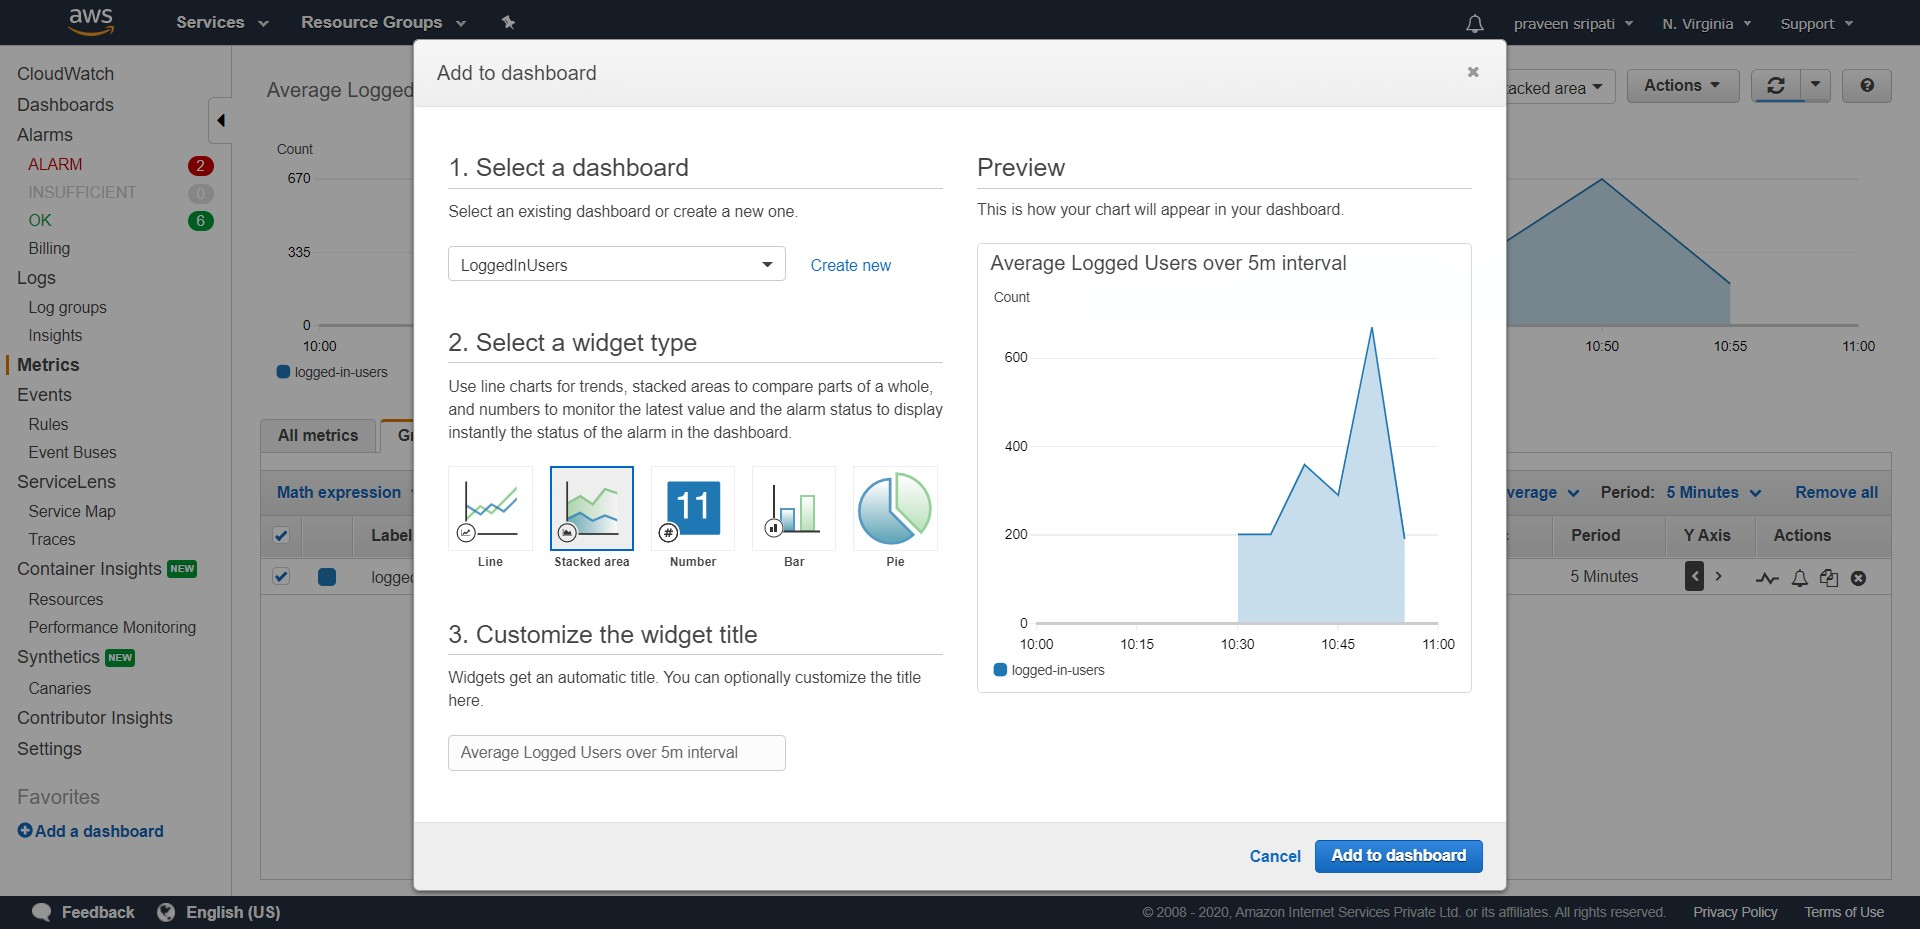 aws
Services
Resource Groups
praveen sripati
N. Virginia
Support
CloudWatch
Dashboards
Alarms
ALARM 2
INSUFFICIENT 0
OK 6
Billing
Logs
Log groups
Insights
Metrics
Events
Rules
Event Buses
ServiceLens
Service Map
Traces
Container Insights NEW
Resources
Performance Monitoring
Synthetics NEW
Canaries
Contributor Insights
Settings
Favorites
Add a dashboard
Average Logged
Count
670
335
0
10:00
logged-in-users
All metrics
Math expression
Label
Add to dashboard
1. Select a dashboard
Select an existing dashboard or create a new one.
LoggedInUsers
Create new
2. Select a widget type
Use line charts for trends, stacked areas to compare parts of a whole,
and numbers to monitor the latest value and the alarm status to display
instantly the status of the alarm in the dashboard.
11
#
Line
Stacked area
Number
Bar
Pie
3. Customize the widget title
Widgets get an automatic title. You can optionally customize the title
here.
Average Logged Users over 5m interval
Preview
This is how your chart will appear in your dashboard.
Average Logged Users over 5m interval
Count
600
400
200
0
10:00 10:15 10:30 10:45 11:00
logged-in-users
Cancel
Add to dashboard
area
Actions
10:50 10:55 11:00
Period: 5 Minutes
Remove all
Period
Y Axis
Actions
5 Minutes
Feedback
English (US)
© 2008 - 2020, Amazon Internet Services Private Ltd. or its affiliates. All rights reserved.
Privacy Policy
Terms of Use